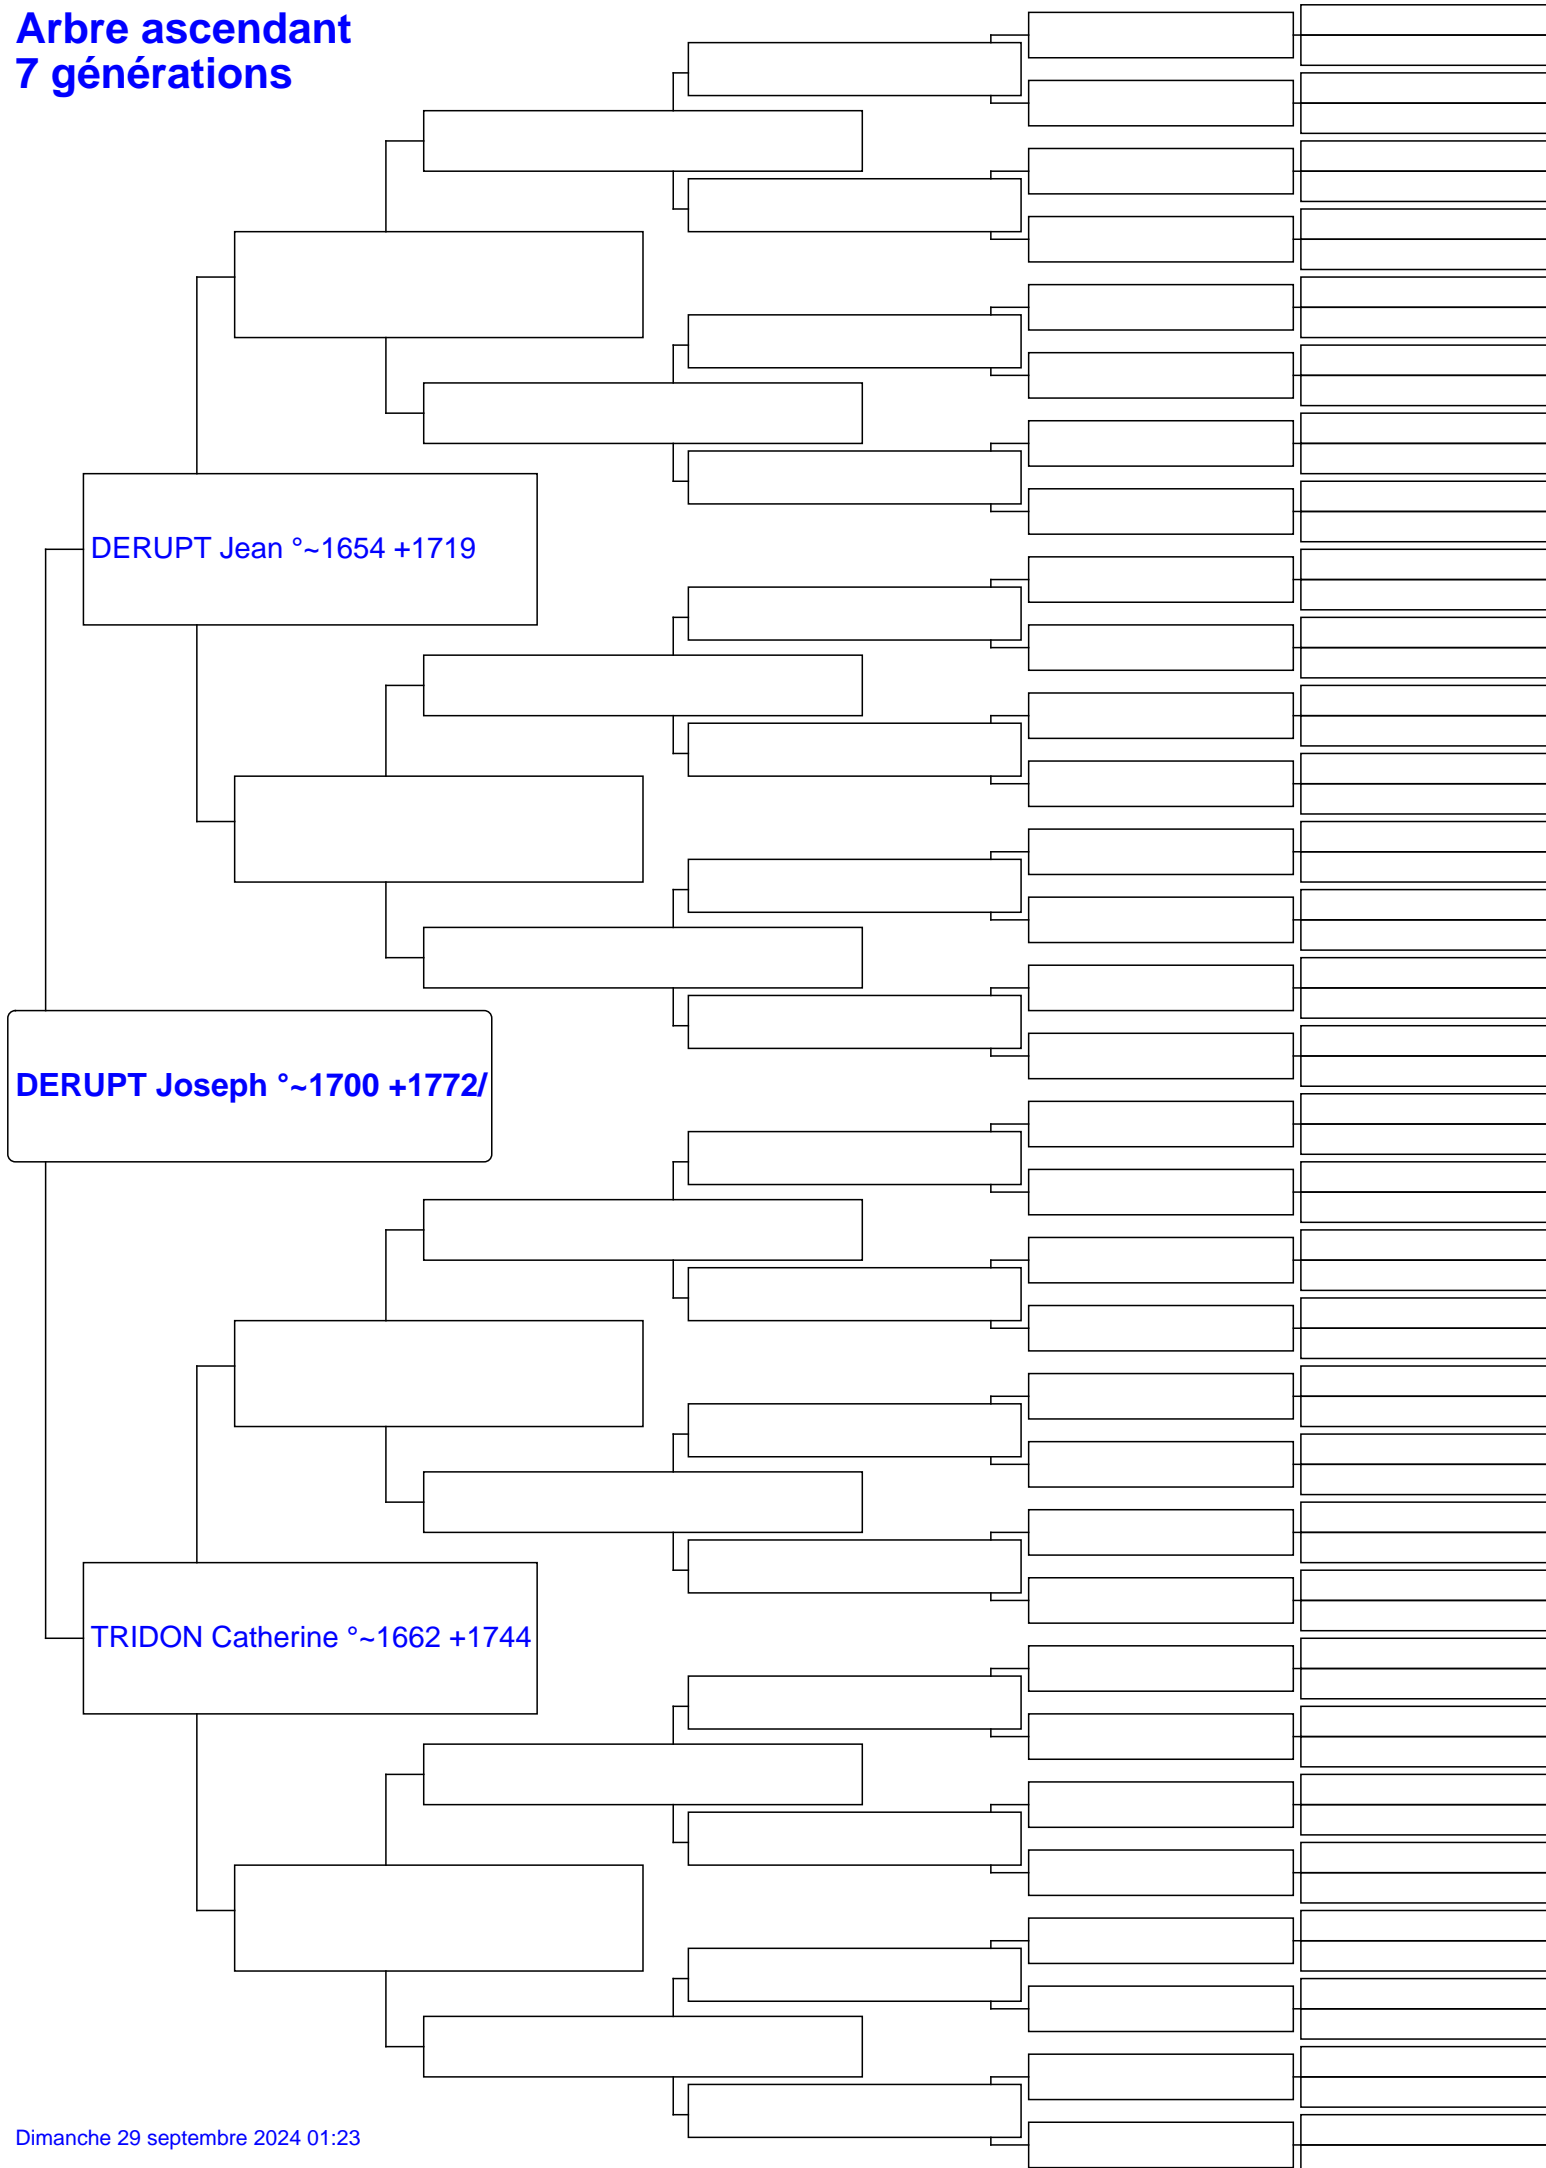 Arbre ascendant
7 générations
DERUPT Jean °~1654 +1719
DERUPT Joseph °~1700 +1772/
TRIDON Catherine °~1662 +1744
Dimanche 29 septembre 2024 01:23